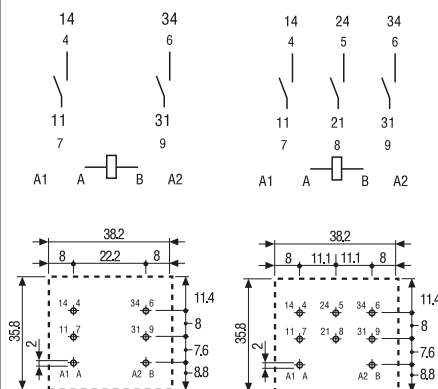 14 34 14 24 34
4 6 4 5 6
11 31 11 21 31
7 9 7 8 9
A1 A B A2 A1 A B A2
38.2 38.2
8 22.2 8 8 11.1 11.1 8
11.4 11.4
14 4 34 6 14 4 24 5 34 6
35.8 8 35.8 8
11 7 31 9 11 7 21 8 31 9
2 7.6 2 7.6
A1 A A2 B A1 A A2 B
8.8 8.8